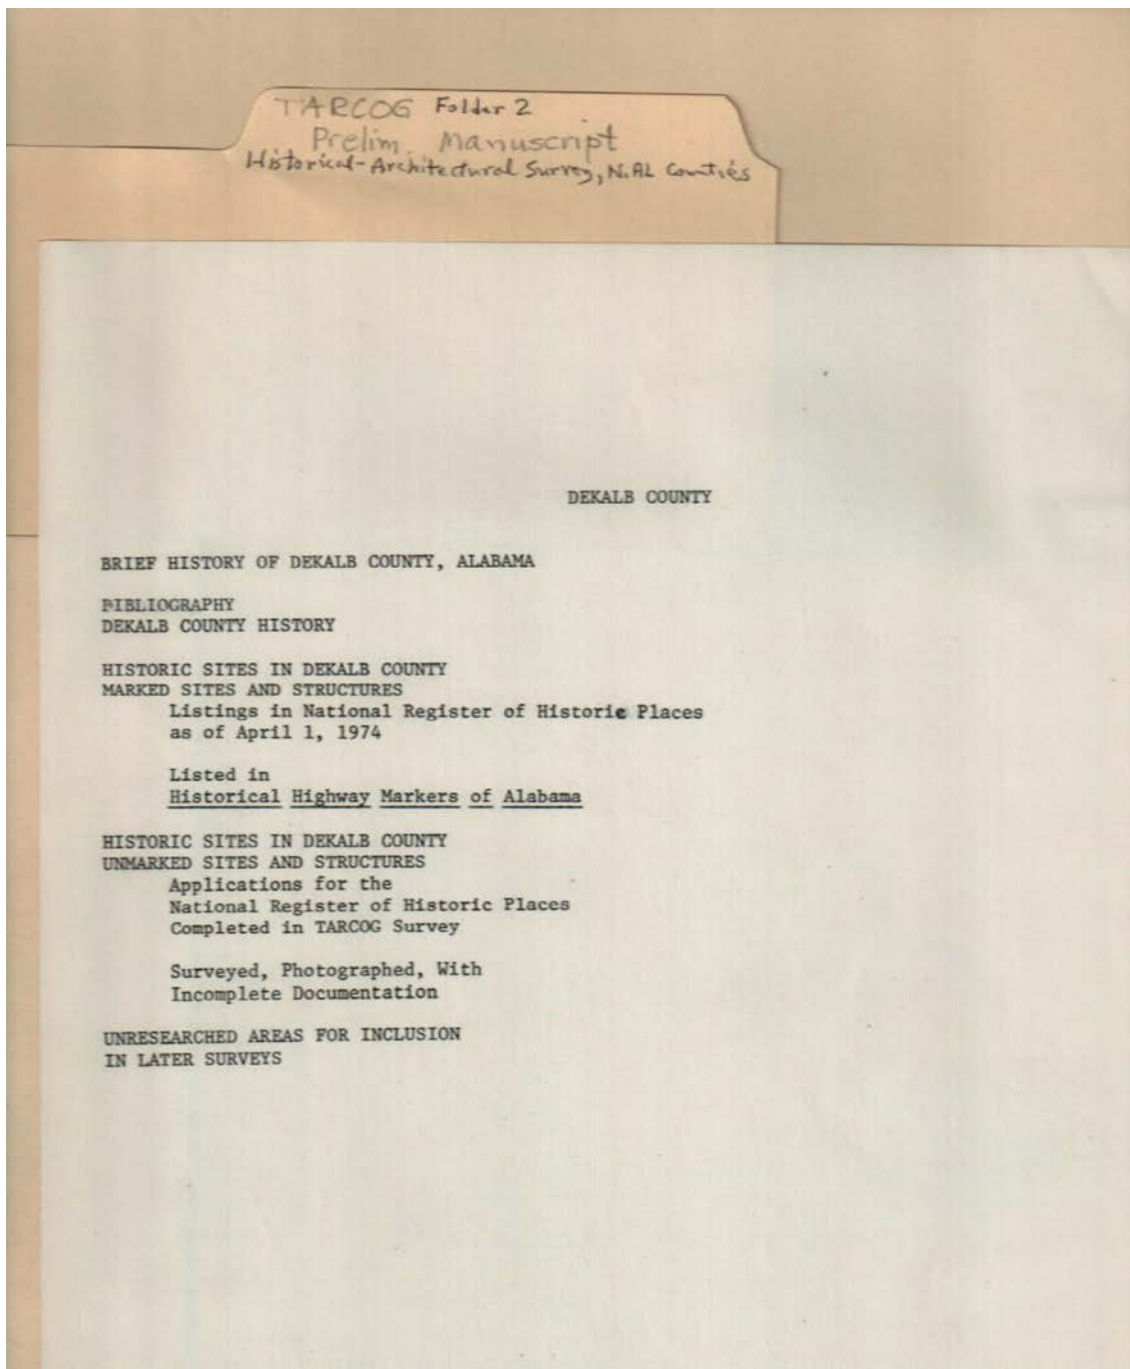 TARCOG Folder 2
Prelim. Manuscript
Historical-Architectural Survey, N. AL Counties
DEKALB COUNTY
BRIEF HISTORY OF DEKALB COUNTY, ALABAMA
BIBLIOGRAPHY
DEKALB COUNTY HISTORY
HISTORIC SITES IN DEKALB COUNTY
MARKED SITES AND STRUCTURES
Listings in National Register of Historic Places
as of April 1, 1974
Listed in
Historical Highway Markers of Alabama
HISTORIC SITES IN DEKALB COUNTY
UNMARKED SITES AND STRUCTURES
Applications for the
National Register of Historic Places
Completed in TARCOG Survey
Surveyed, Photographed, With
Incomplete Documentation
UNRESEARCHED AREAS FOR INCLUSION
IN LATER SURVEYS